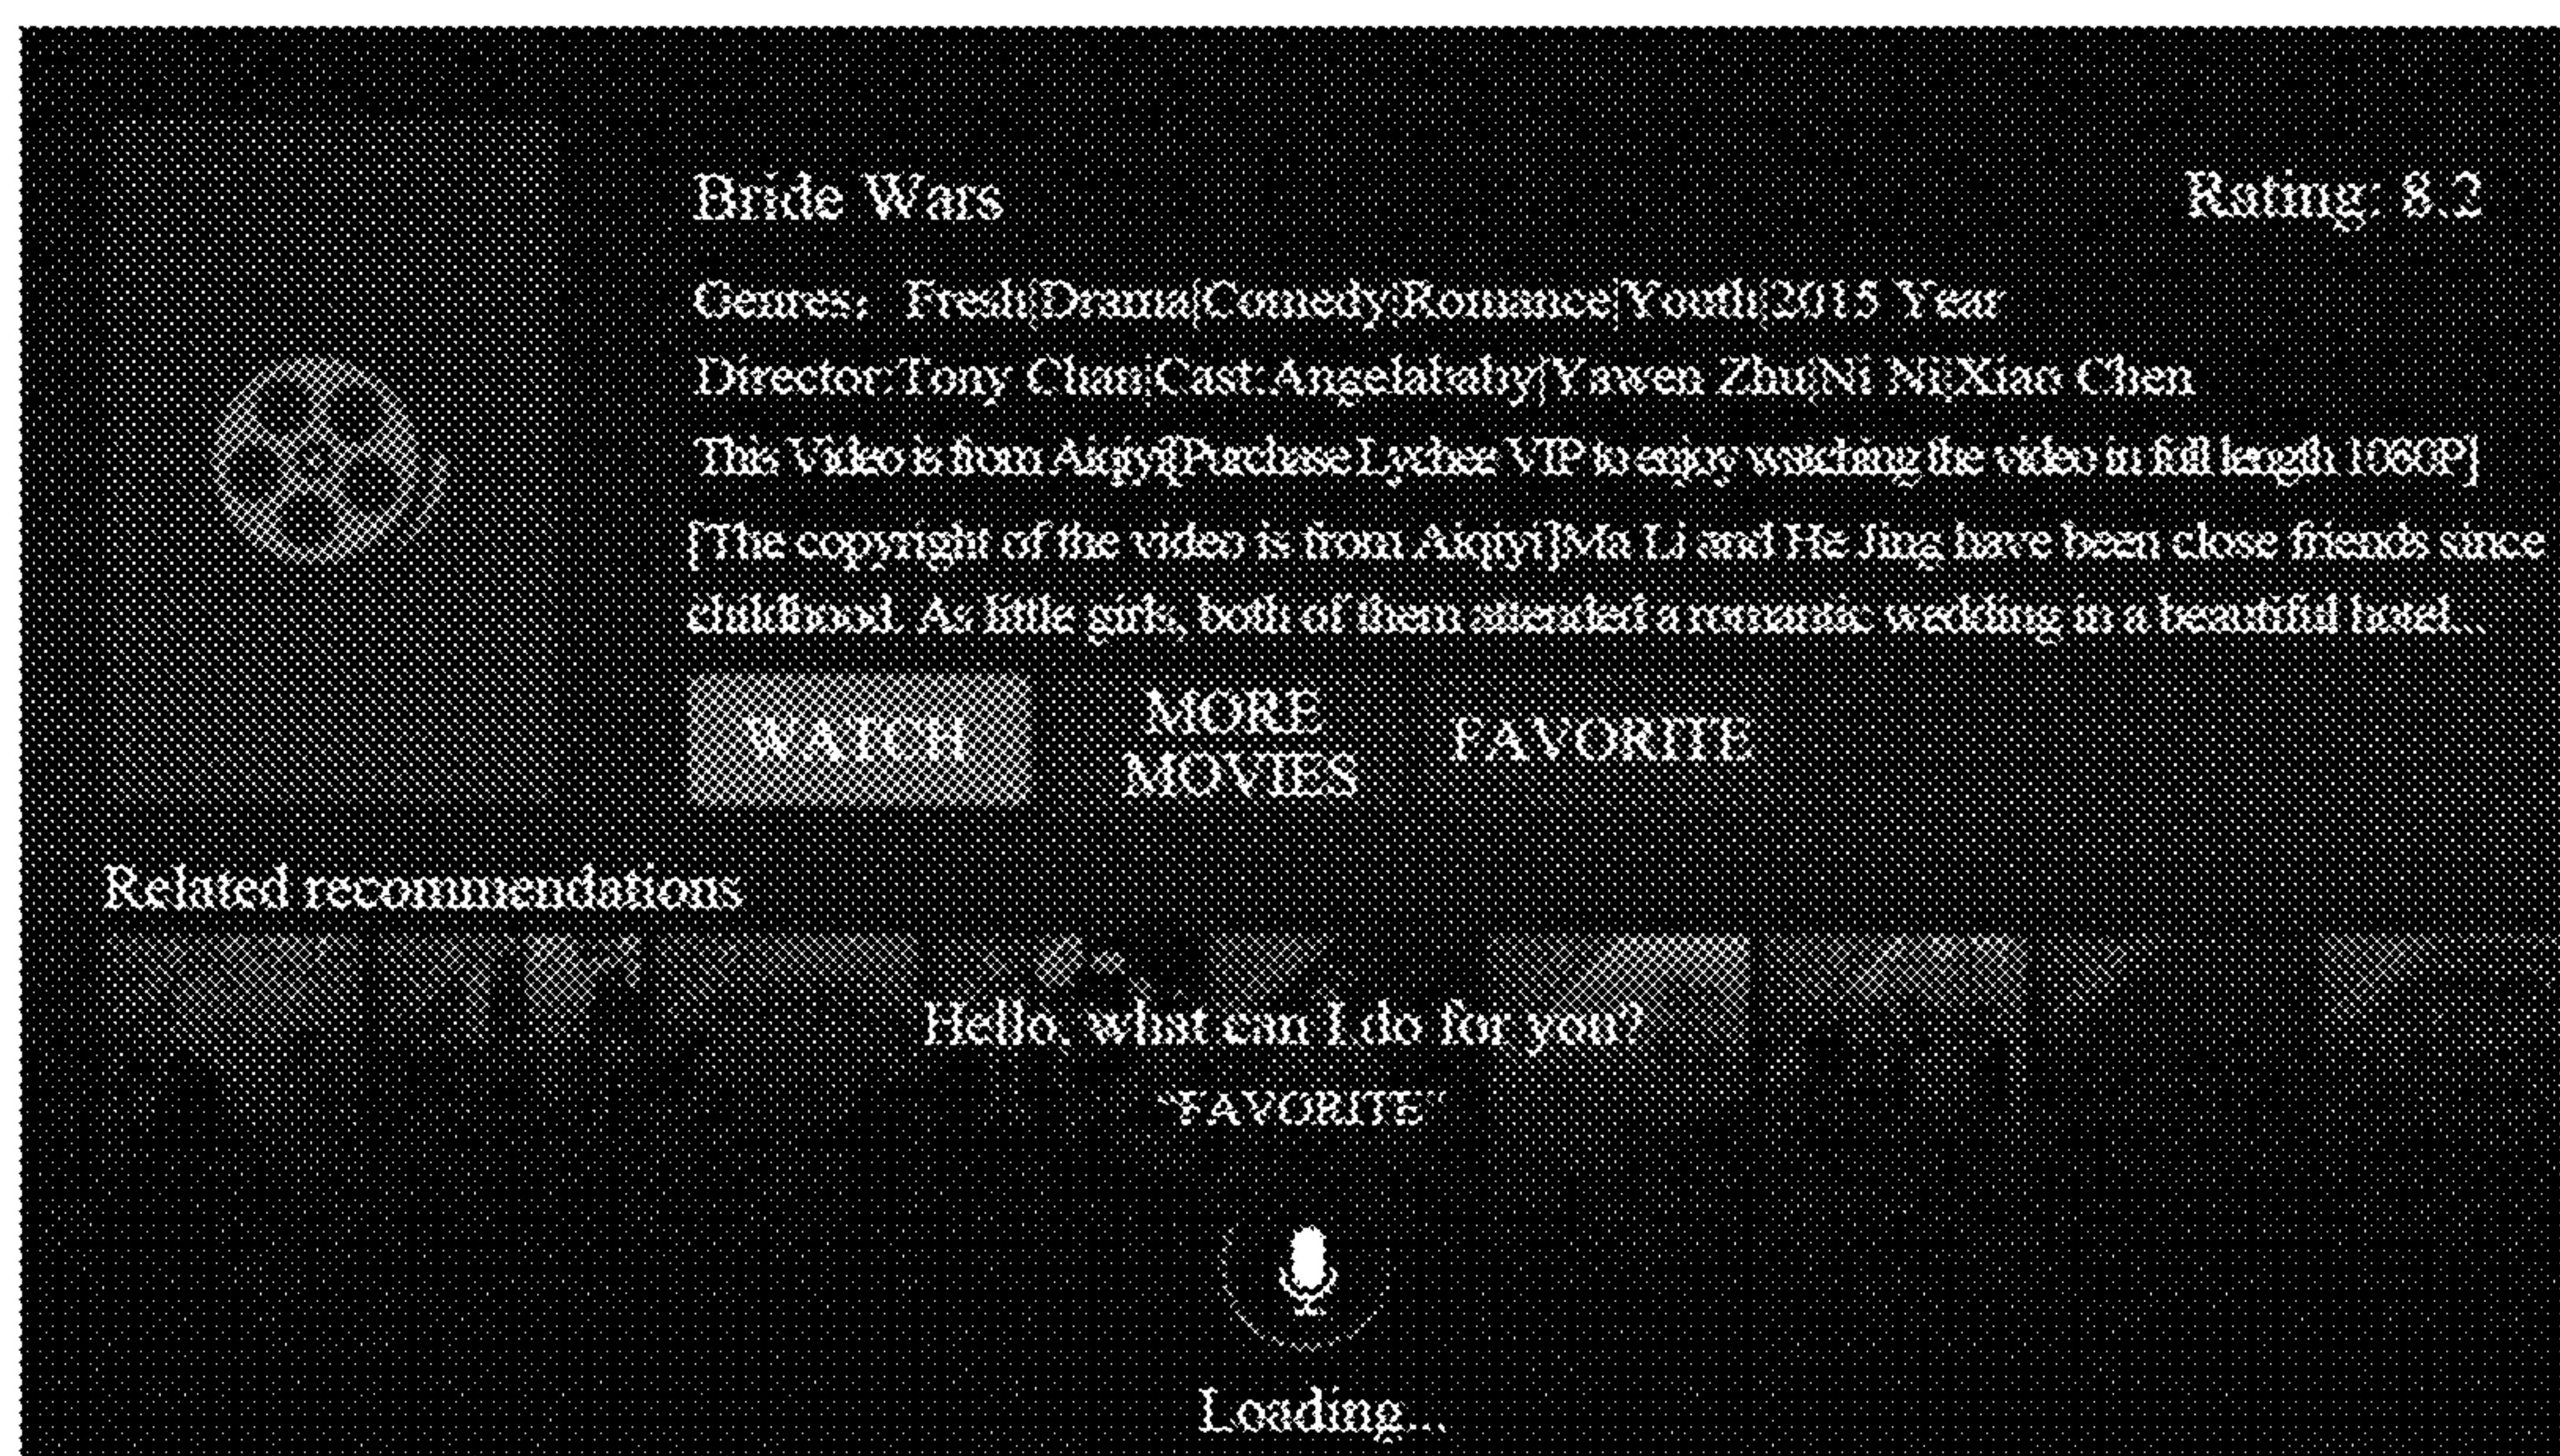 Bride Wars
Rating: 8.2
Genres: Fresh|Drama|Comedy|Romance|Youth|2015 Year
Director:Tony Chan|Cast:Angelababy|Yawen Zhu|Ni Ni|Xiao Chen
This Video is from Aiqiyi[Purchase Lychee VIP to enjoy watching the video in full length 1060P]
[The copyright of the video is from Aiqiyi]Ma Li and He Jing have been close friends since
childhood. As little girls, both of them attended a romantic wedding in a beautiful hotel...
WATCH
MORE
MOVIES
FAVORITE
Related recommendations
Hello, what can I do for you?
"FAVORITE"
Loading...